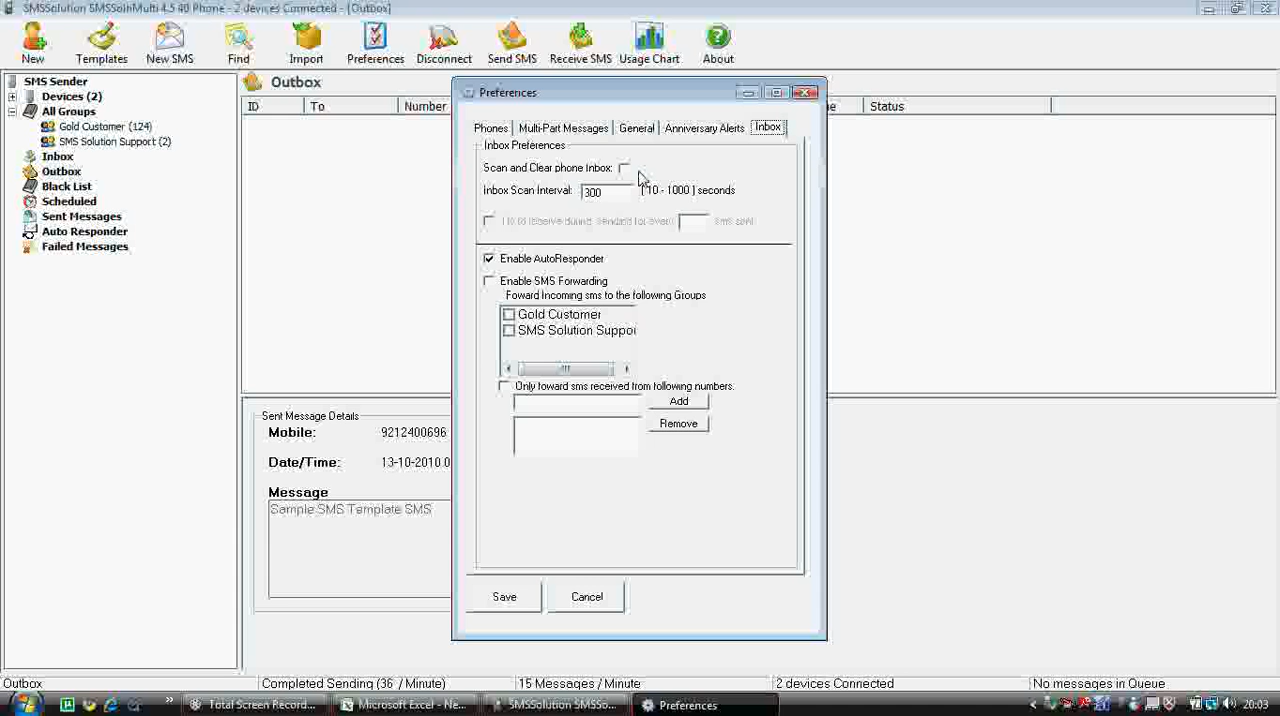 SMSSolution SMSSolnMulti 4.5 40 Phone - 2 devices Connected - [Outbox]
New Templates New SMS Find Import Preferences Disconnect Send SMS Receive SMS Usage Chart About
SMS Sender
Devices (2)
All Groups
Gold Customer (124)
SMS Solution Support (2)
Inbox
Outbox
Black List
Scheduled
Sent Messages
Auto Responder
Failed Messages
Outbox
ID To Number Status
Sent Message Details
Mobile: 9212400696
Date/Time: 13-10-2010.0
Message
Sample SMS Template SMS
Preferences
Phones Multi-Part Messages General Anniversary Alerts Inbox
Inbox Preferences
Scan and Clear phone Inbox:
Inbox Scan Interval: 300 [ 10 - 1000 ] seconds
sms sent
Enable AutoResponder
Enable SMS Forwarding
Foward Incoming sms to the following Groups
Gold Customer
SMS Solution Suppor
Only foward sms received from following numbers.
Add
Remove
Save Cancel
Outbox Completed Sending (36 / Minute) 15 Messages / Minute 2 devices Connected No messages in Queue
Total Screen Record... Microsoft Excel - Ne... SMSSolution SMSSo... Preferences 20:03